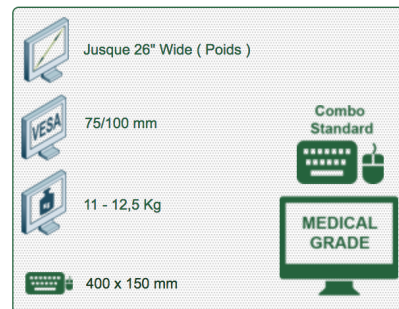 Jusque 26" Wide ( Poids )
VESA
75/100 mm
Combo
Standard
KG
11 - 12,5 Kg
MEDICAL
GRADE
400 x 150 mm